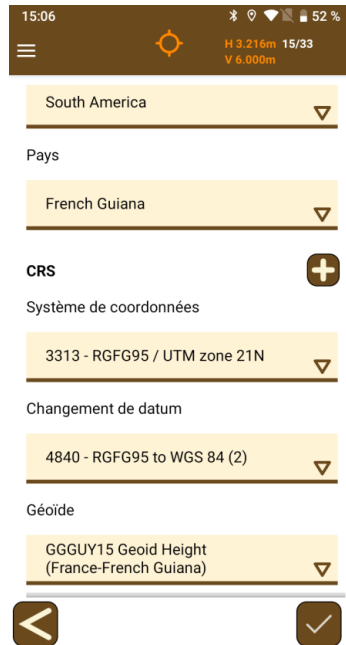 15:06 52 %
H 3.216m 15/33
V 6.000m
South America
Pays
French Guiana
CRS
Système de coordonnées
3313 - RGFG95 / UTM zone 21N
Changement de datum
4840 - RGFG95 to WGS 84 (2)
Géoïde
GGGUY15 Geoid Height
(France-French Guiana)